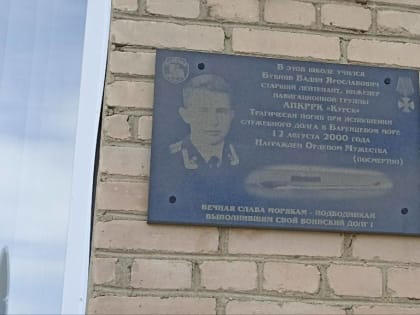 В этой школе учился
Бубнов Вадим Ярославович
старший лейтенант, инженер
навигационной группы
АПКРРК «Курск»
Трагически погиб при исполнении
служебного долга в Баренцевом море
12 августа 2000 года
Награжден Орденом Мужества
(посмертно)
ВЕЧНАЯ СЛАВА МОРЯКАМ - ПОДВОДНИКАМ
ВЫПОЛНИВШИМ СВОЙ ВОИНСКИЙ ДОЛГ!